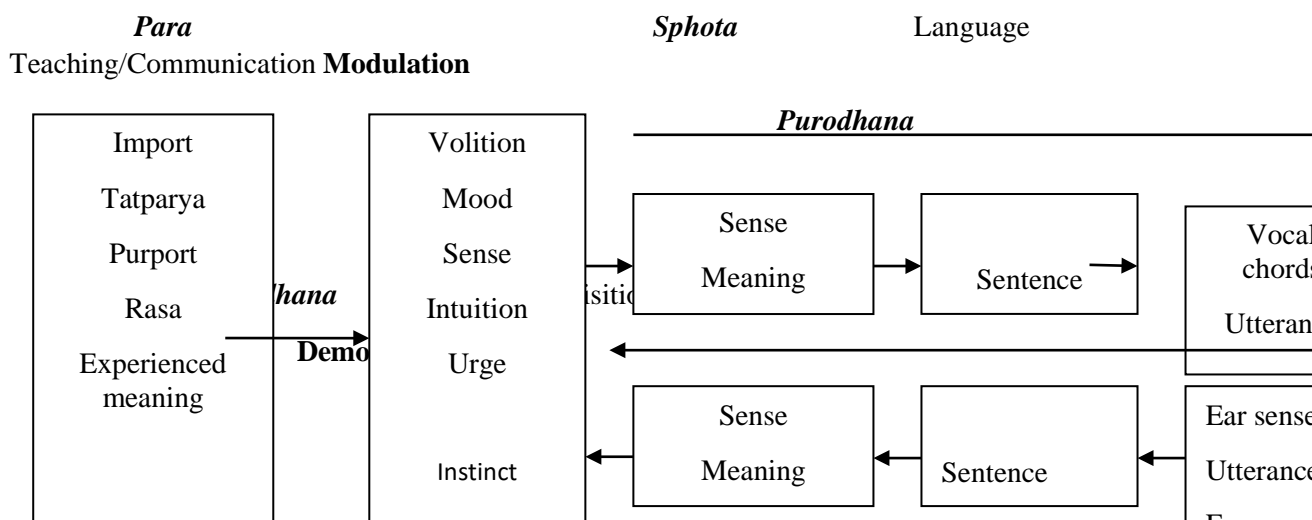 Para Sphota Language
Teaching/Communication Modulation
Purodhana
Import
Tatparya
Purport
Rasa
Experienced
meaning
Volition
Mood
Sense
Intuition
Urge
Instinct
Sense
Meaning
Sentence
Vocal
Sense
Meaning
Sentence
Ear sense
Utterance